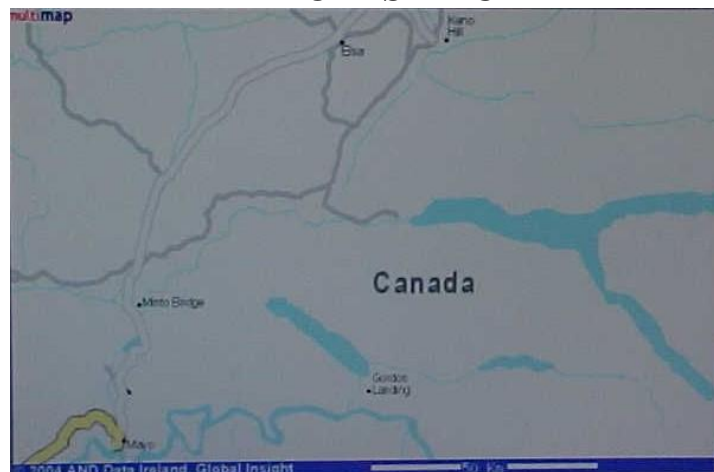 multimap
Keno
Hill
Elsa
Canada
Minto Bridge
Gordon
Landing
Mayo
© 2004 AND Data Ireland, Global Insight
50 Km